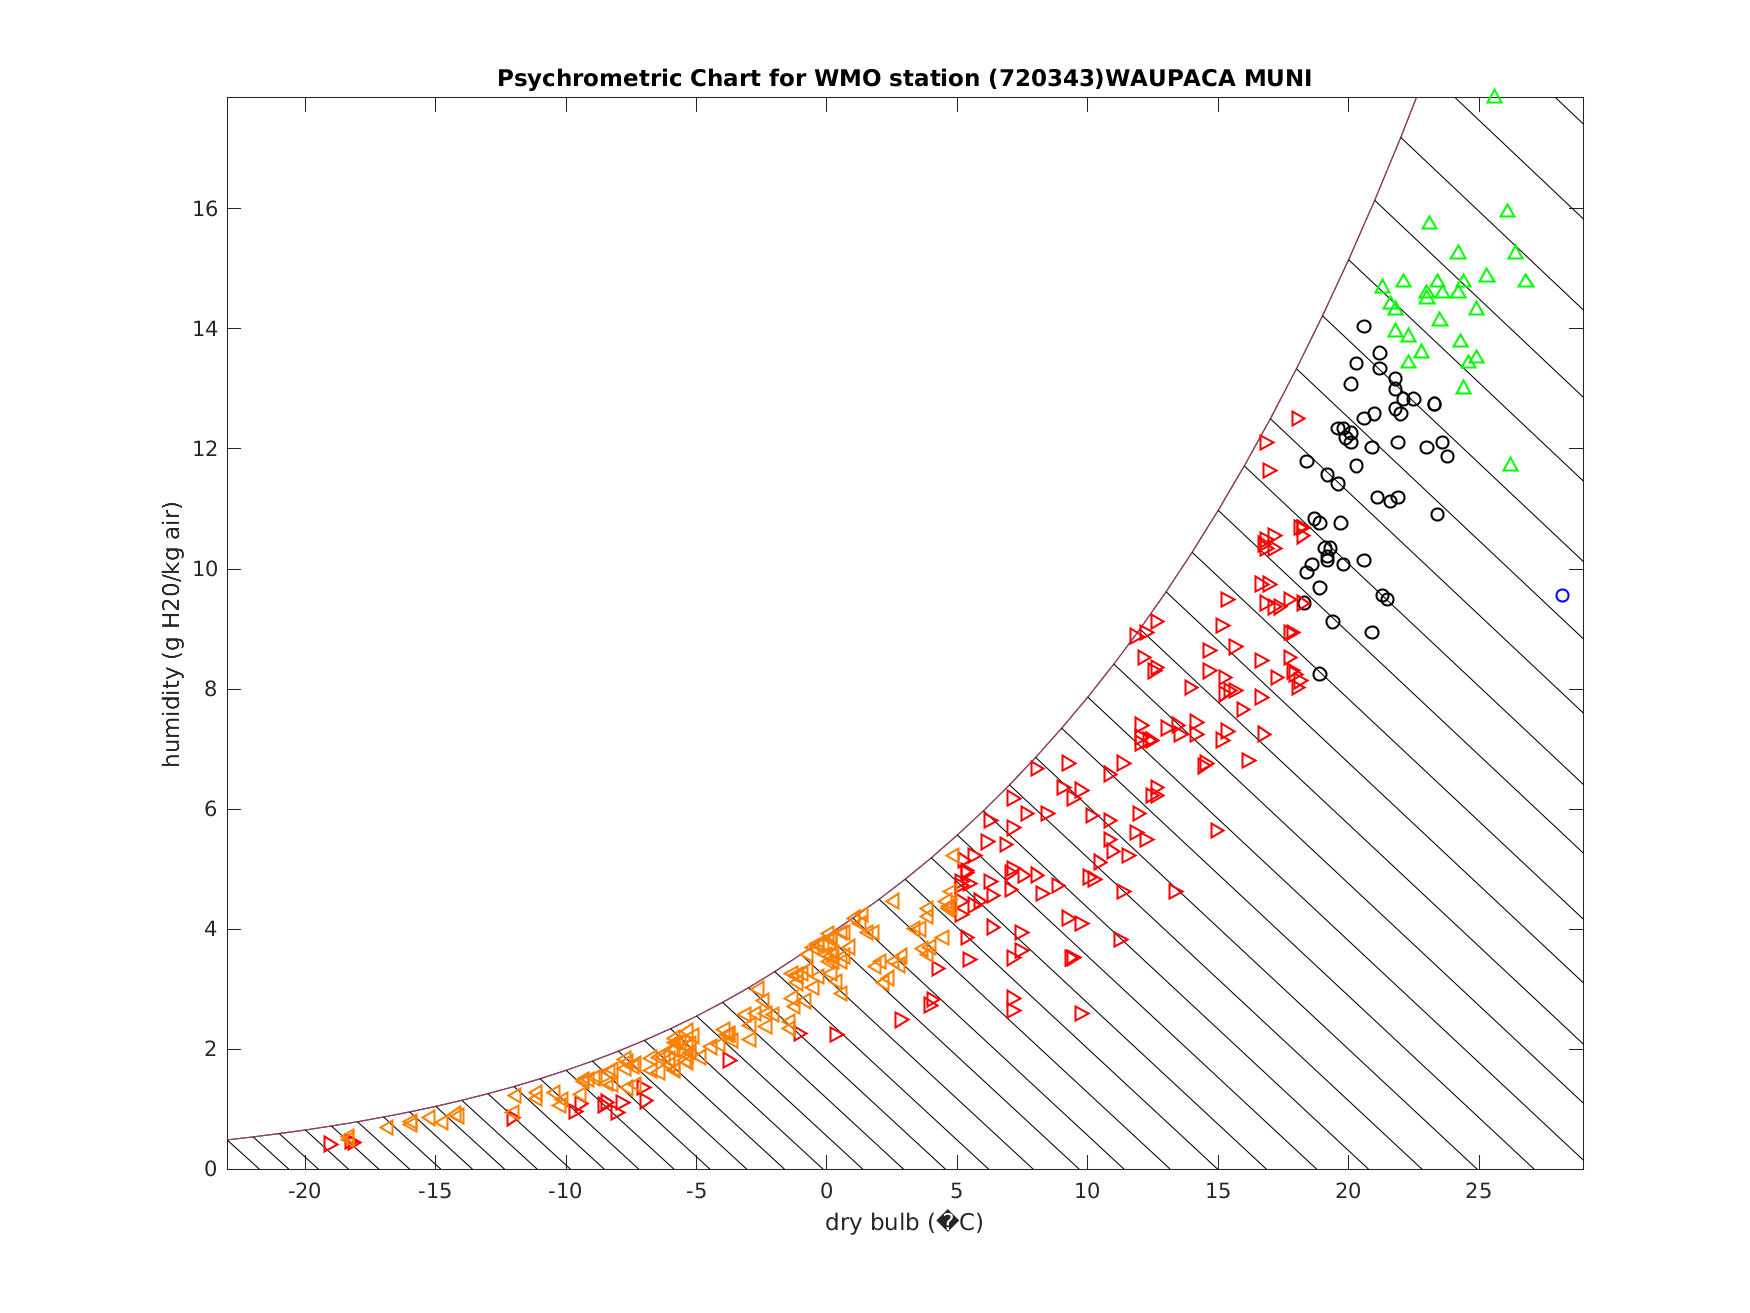 Psychrometric Chart for WMO station (720343)WAUPACA MUNI
humidity (g H20/kg air)
16
14
12
10
8
6
4
2
0
-20 -15 -10 -5 0 5 10 15 20 25
dry bulb (�C)